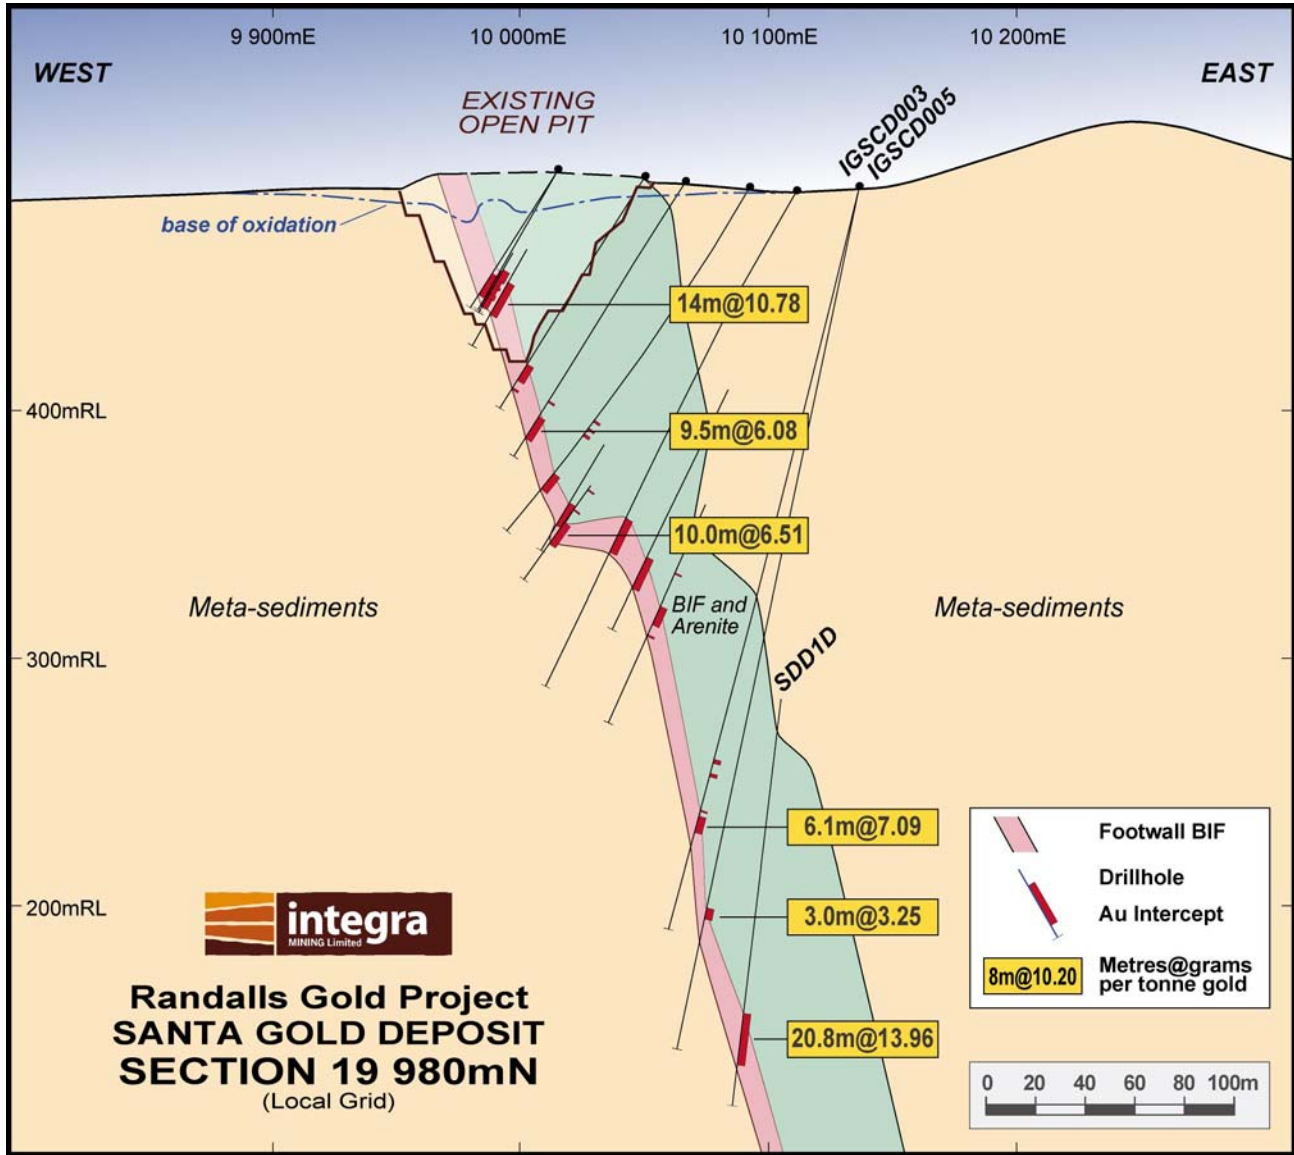 9 900mE
10 000mE
10 100mE
10 200mE
WEST
EAST
EXISTING
OPEN PIT
IGSCD003
IGSCD005
base of oxidation
14m@10.78
400mRL
9.5m@6.08
10.0m@6.51
Meta-sediments
BIF and
Arenite
Meta-sediments
300mRL
SDD1D
6.1m@7.09
200mRL
3.0m@3.25
20.8m@13.96
Footwall BIF
Drillhole
Au Intercept
8m@10.20
Metres@grams
per tonne gold
integra
MINING Limited
Randalls Gold Project
SANTA GOLD DEPOSIT
SECTION 19 980mN
(Local Grid)
0 20 40 60 80 100m